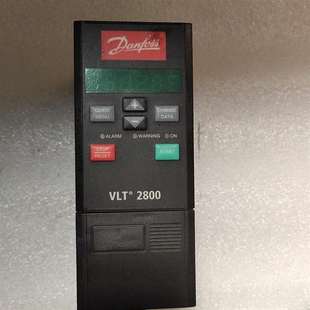 Danfoss
QUICK
MENU
+
CHANGE
DATA
−
ALARM WARNING ON
STOP
RESET
START
VLT® 2800